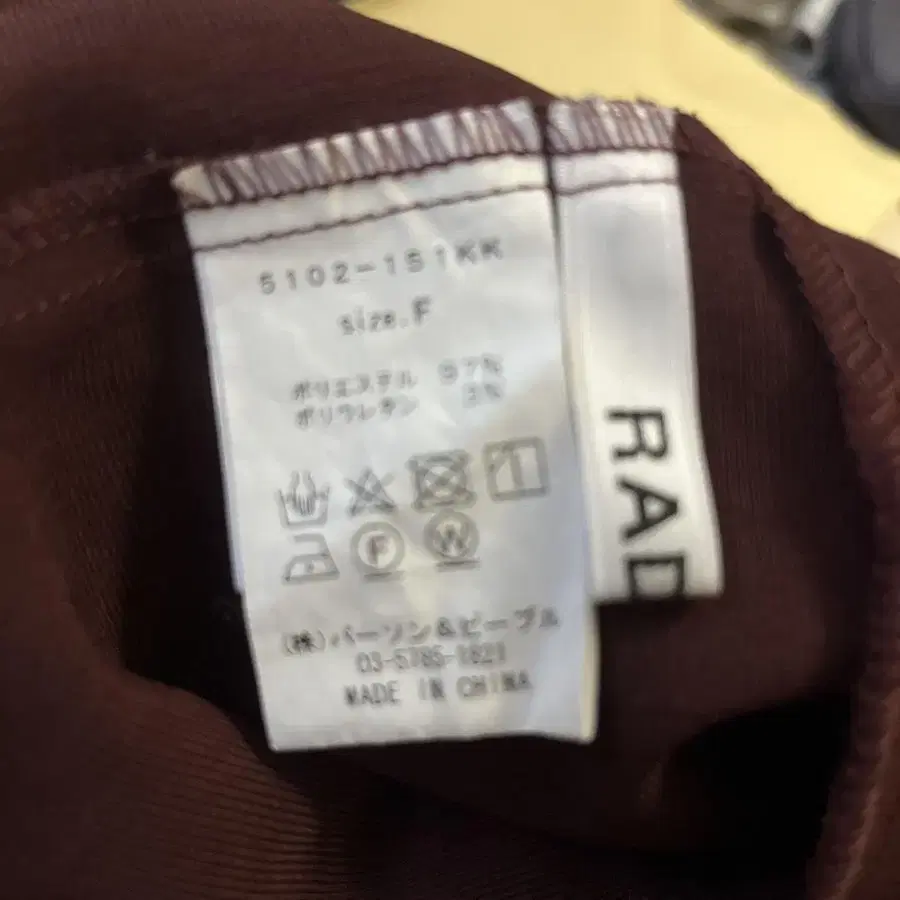 5102-151KK
size.F
ポリエステル 97%
ポリウレタン 3%
F W
(株)パーソン&ピープル
03-5785-1621
MADE IN CHINA
RAD